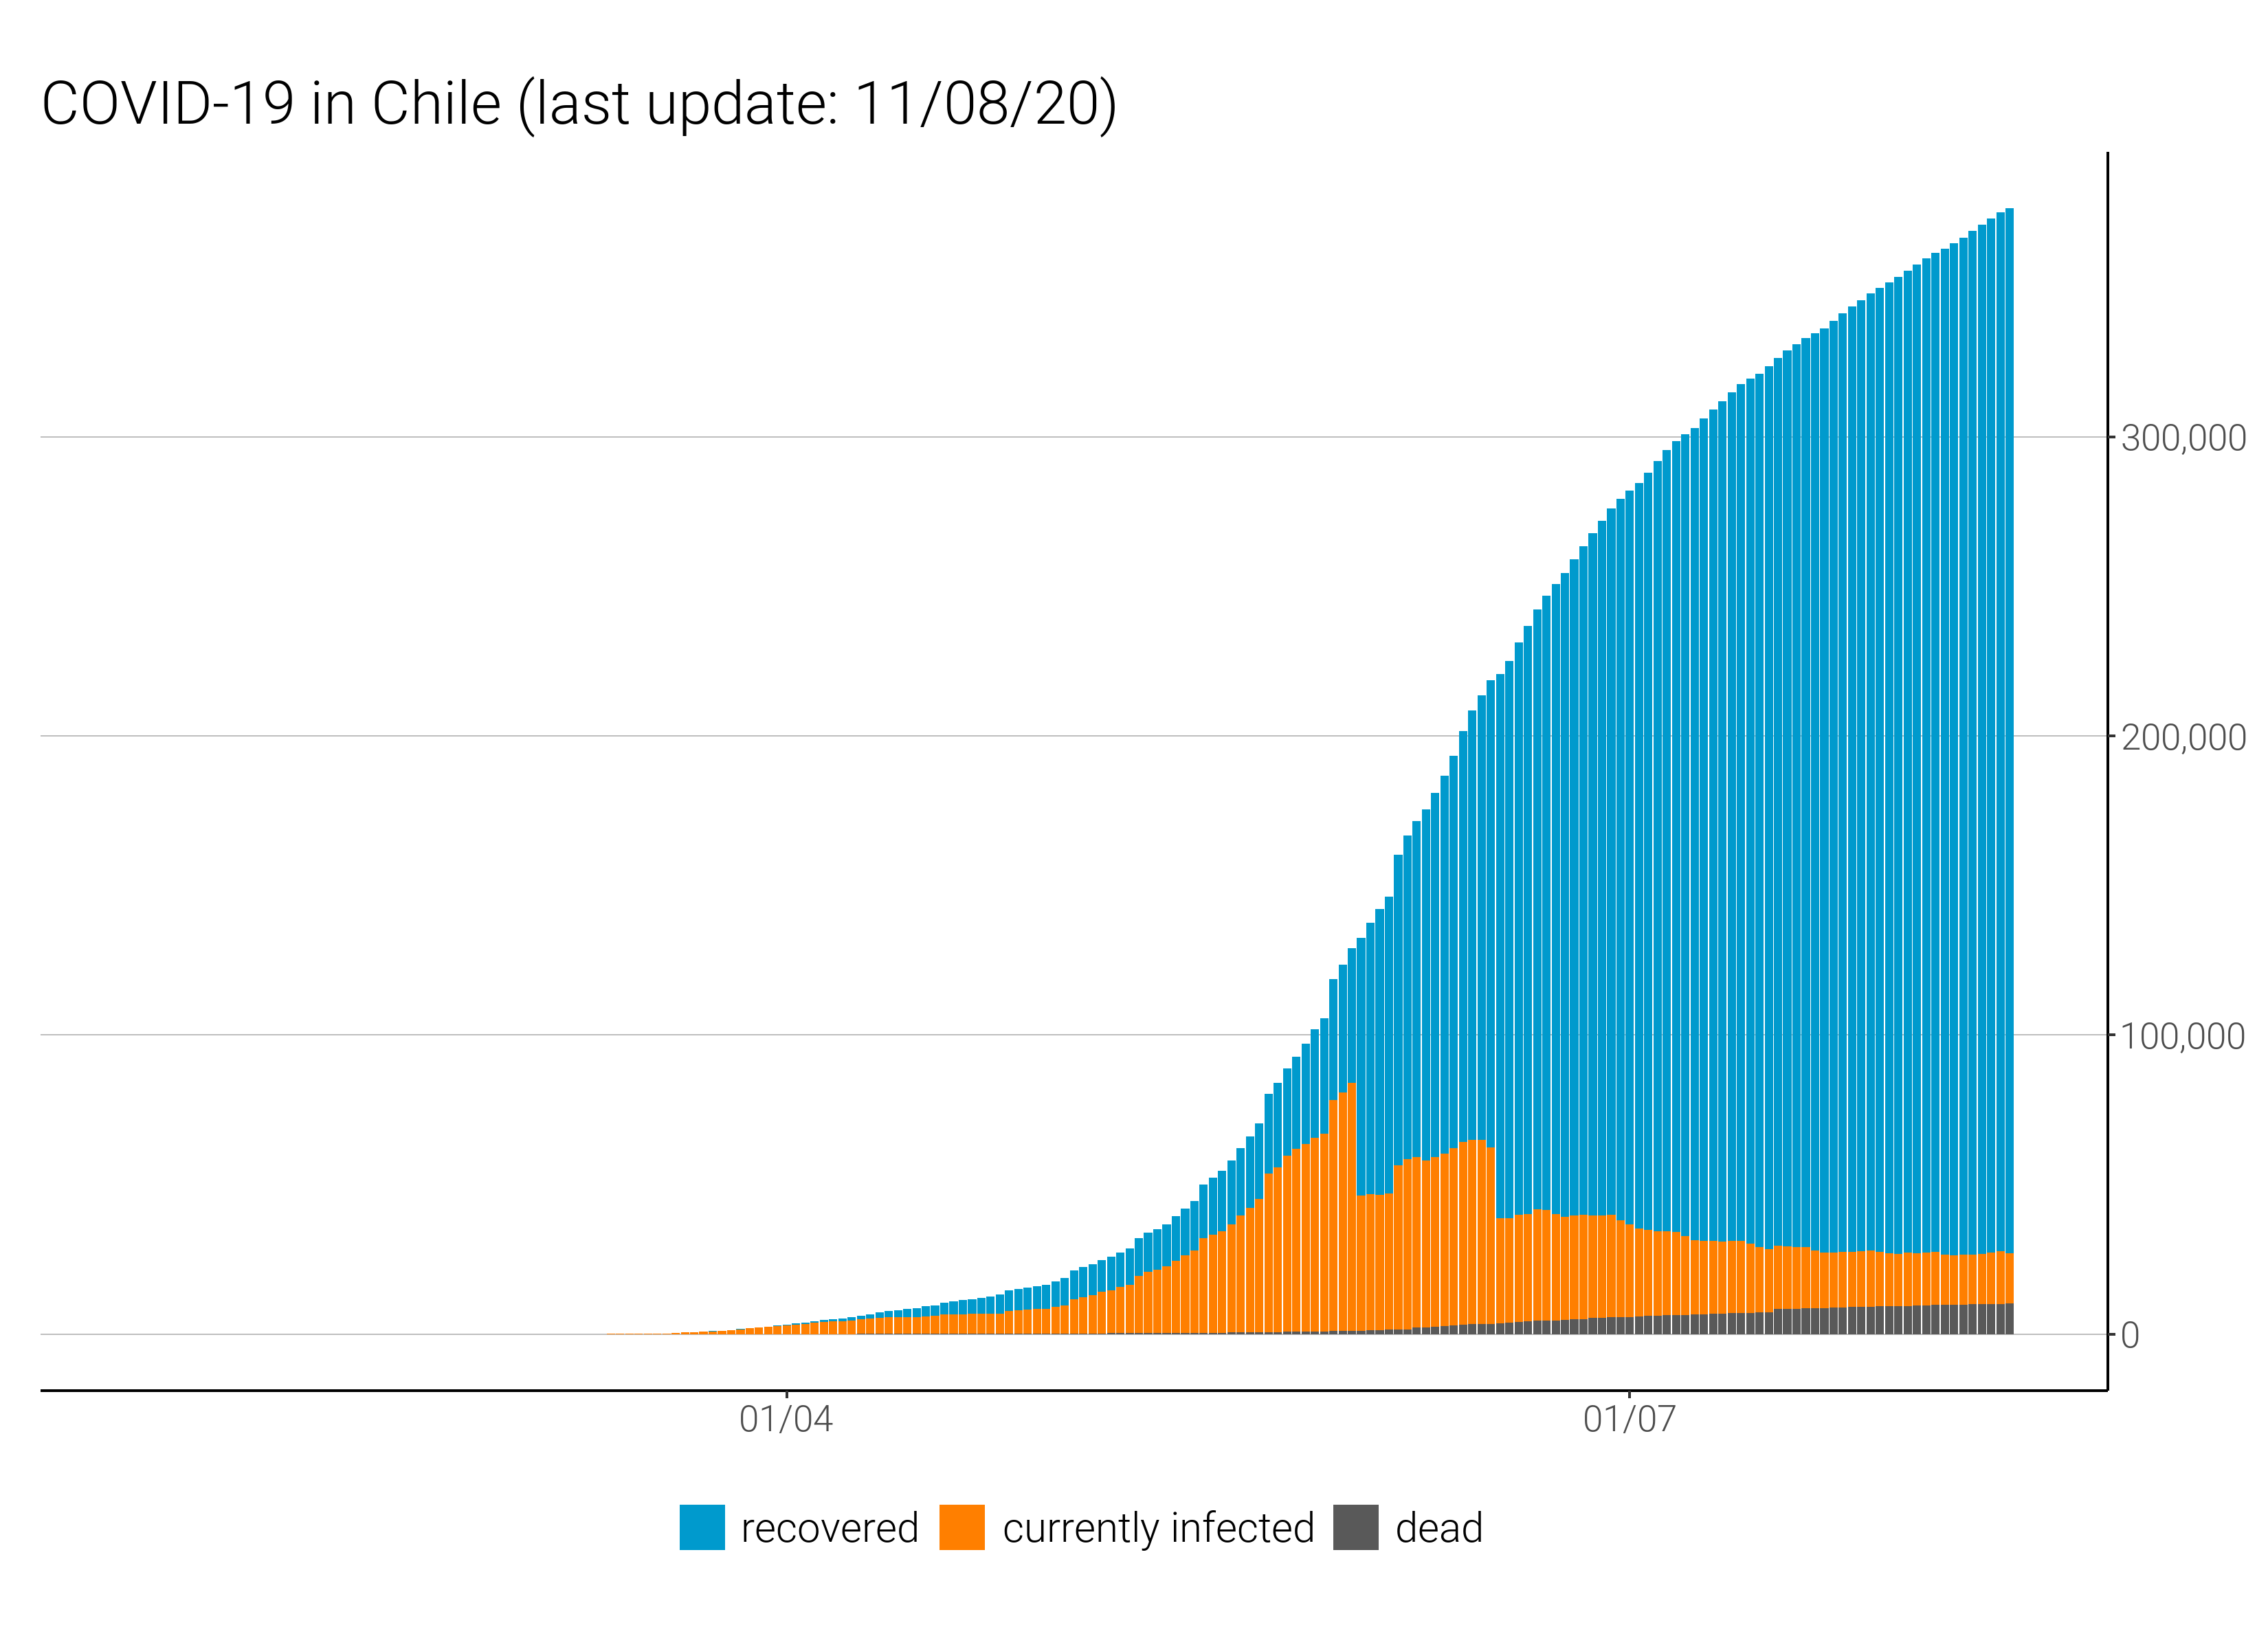 COVID-19 in Chile (last update: 11/08/20)
300,000
200,000
100,000
0
01/04 01/07
recovered currently infected dead